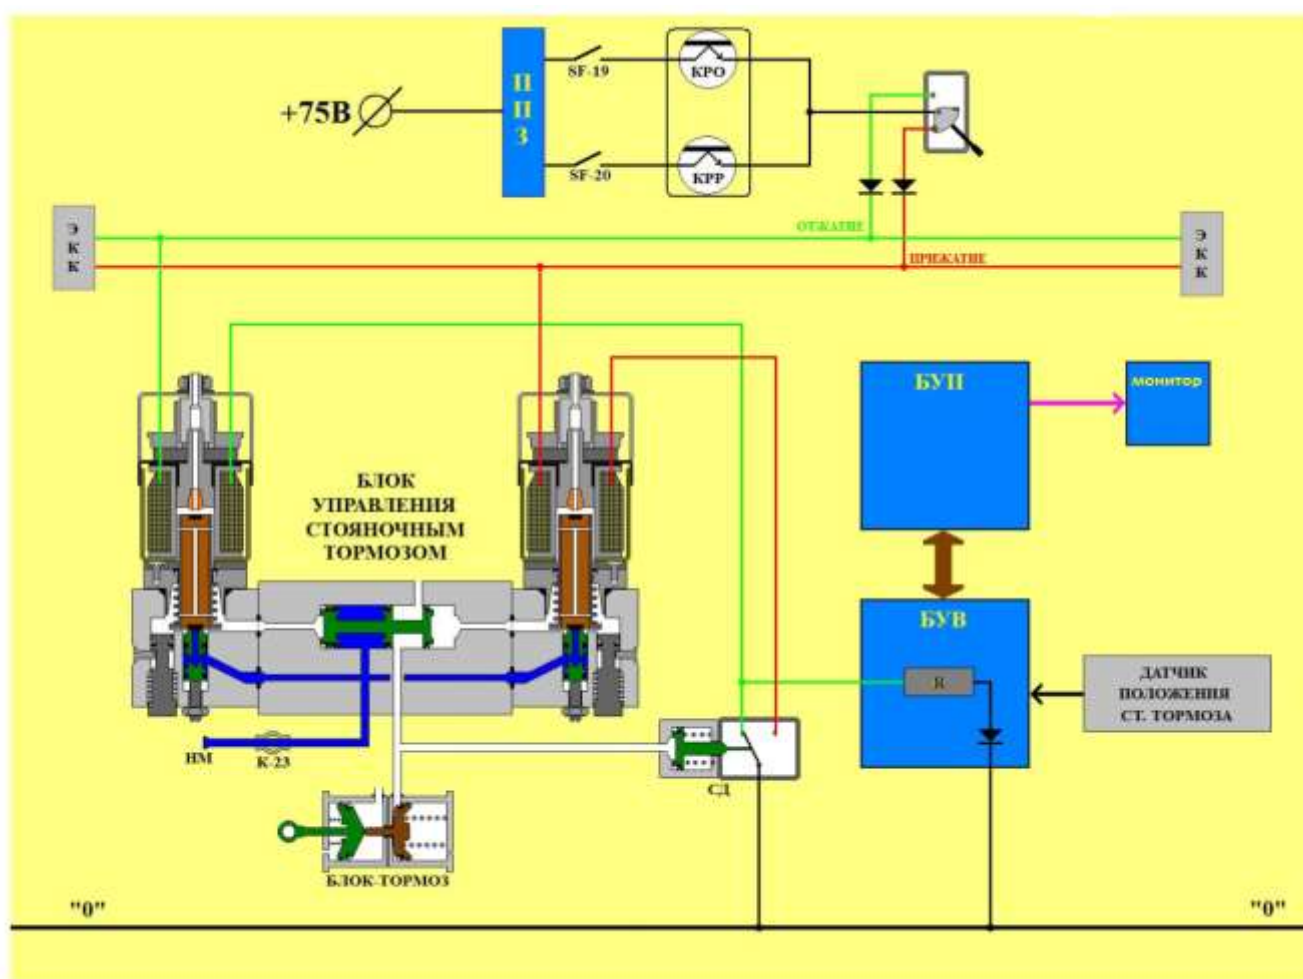 +75В
П
П
З
SF-19
КРО
SF-20
КРР
Э
К
К
ОТЖАТИЕ
ПРИЖАТИЕ
Э
К
К
БЛОК
УПРАВЛЕНИЯ
СТОЯНОЧНЫМ
ТОРМОЗОМ
БУП
МОНИТОР
БУВ
R
ДАТЧИК
ПОЛОЖЕНИЯ
СТ. ТОРМОЗА
НМ
К-23
СД
БЛОК-ТОРМОЗ
"0"
"0"